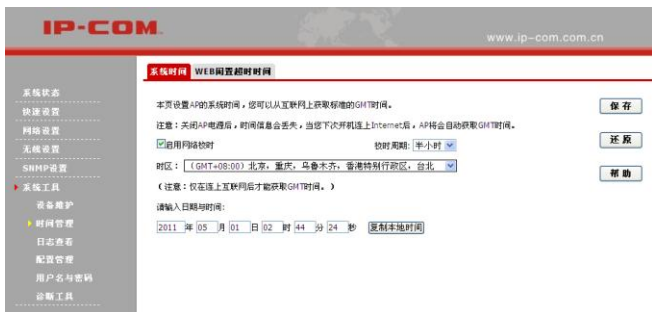 IP-COM
www.ip-com.com.cn
系统状态
快速设置
网络设置
无线设置
SNMP设置
系统工具
设备维护
时间管理
日志查看
配置管理
用户名与密码
诊断工具
系统时间 WEB闲置超时时间
本页设置AP的系统时间，您可以从互联网上获取标准的GMT时间。
注意：关闭AP电源后，时间信息会丢失，当您下次开机连上Internet后，AP将会自动获取GMT时间。
启用网络校时 校时周期: 半小时
时区： (GMT+08:00) 北京，重庆，乌鲁木齐，香港特别行政区，台北
(注意：仅在连上互联网后才能获取GMT时间。)
请输入日期与时间:
2011 年 05 月 01 日 02 时 44 分 24 秒 复制本地时间
保存
还原
帮助